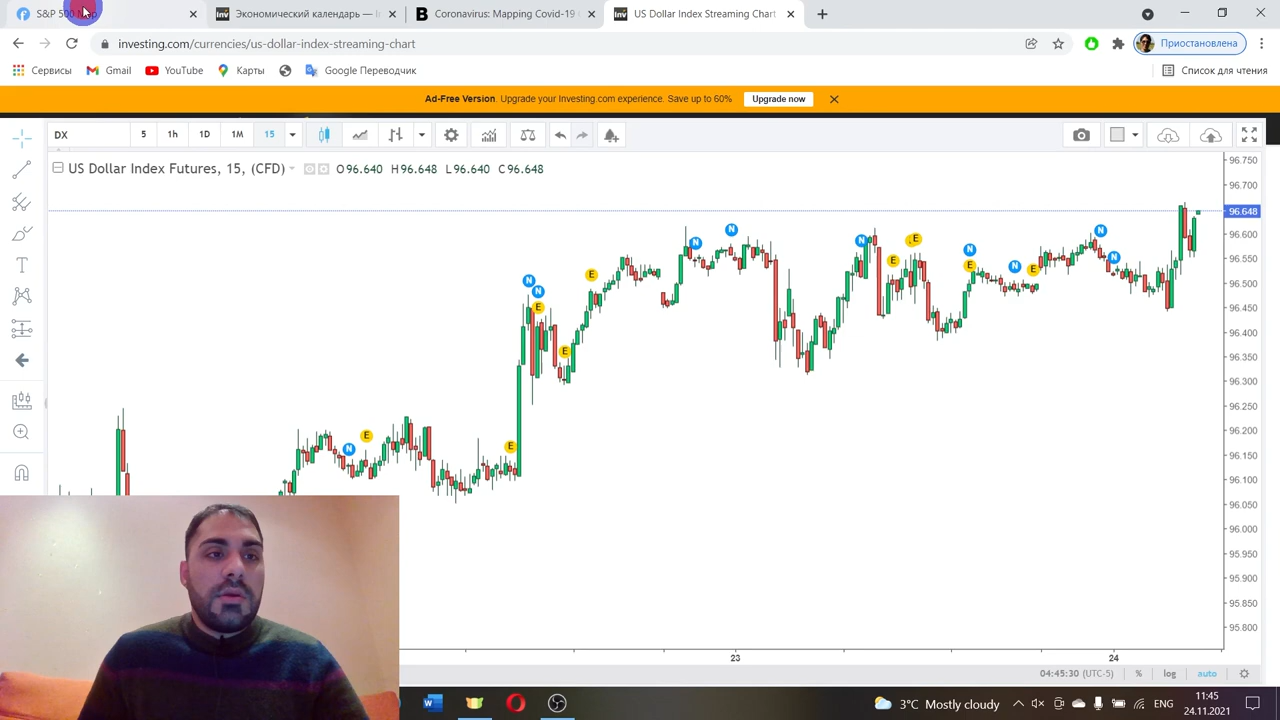 S&P 500 Map
Экономический календарь — I
Coronavirus: Mapping Covid-19
US Dollar Index Streaming Chart
investing.com/currencies/us-dollar-index-streaming-chart
Приостановлена
Сервисы
Gmail
YouTube
Карты
Google Переводчик
Список для чтения
Ad-Free Version Upgrade your Investing.com experience. Save up to 60% Upgrade now
DX 5 1h 1D 1M 15
US Dollar Index Futures, 15, (CFD) O96.640 H96.648 L96.640 C96.648
96.750
96.700
96.648
96.600
96.550
96.500
96.450
96.400
96.350
96.300
96.250
96.200
96.150
96.100
96.050
96.000
95.950
95.900
95.850
95.800
23 24
04:45:30 (UTC-5) % log auto
3°C Mostly cloudy ENG 11:45
24.11.2021